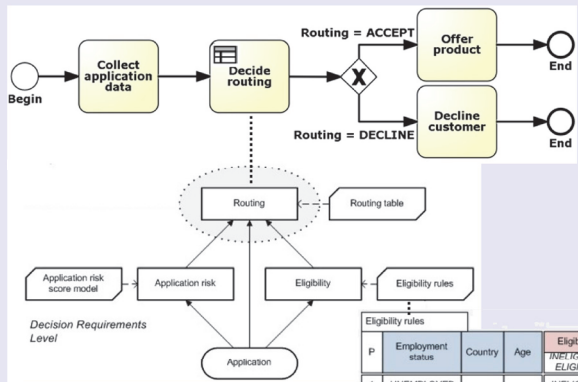 Begin
Collect
application
data
Decide
routing
X
Routing = ACCEPT
Offer
product
End
Routing = DECLINE
Decline
customer
End
Routing
Routing table
Application risk
score model
Application risk
Eligibility
Eligibility rules
Decision Requirements
Level
Application
Eligibility rules
P
Employment
status
Country
Age